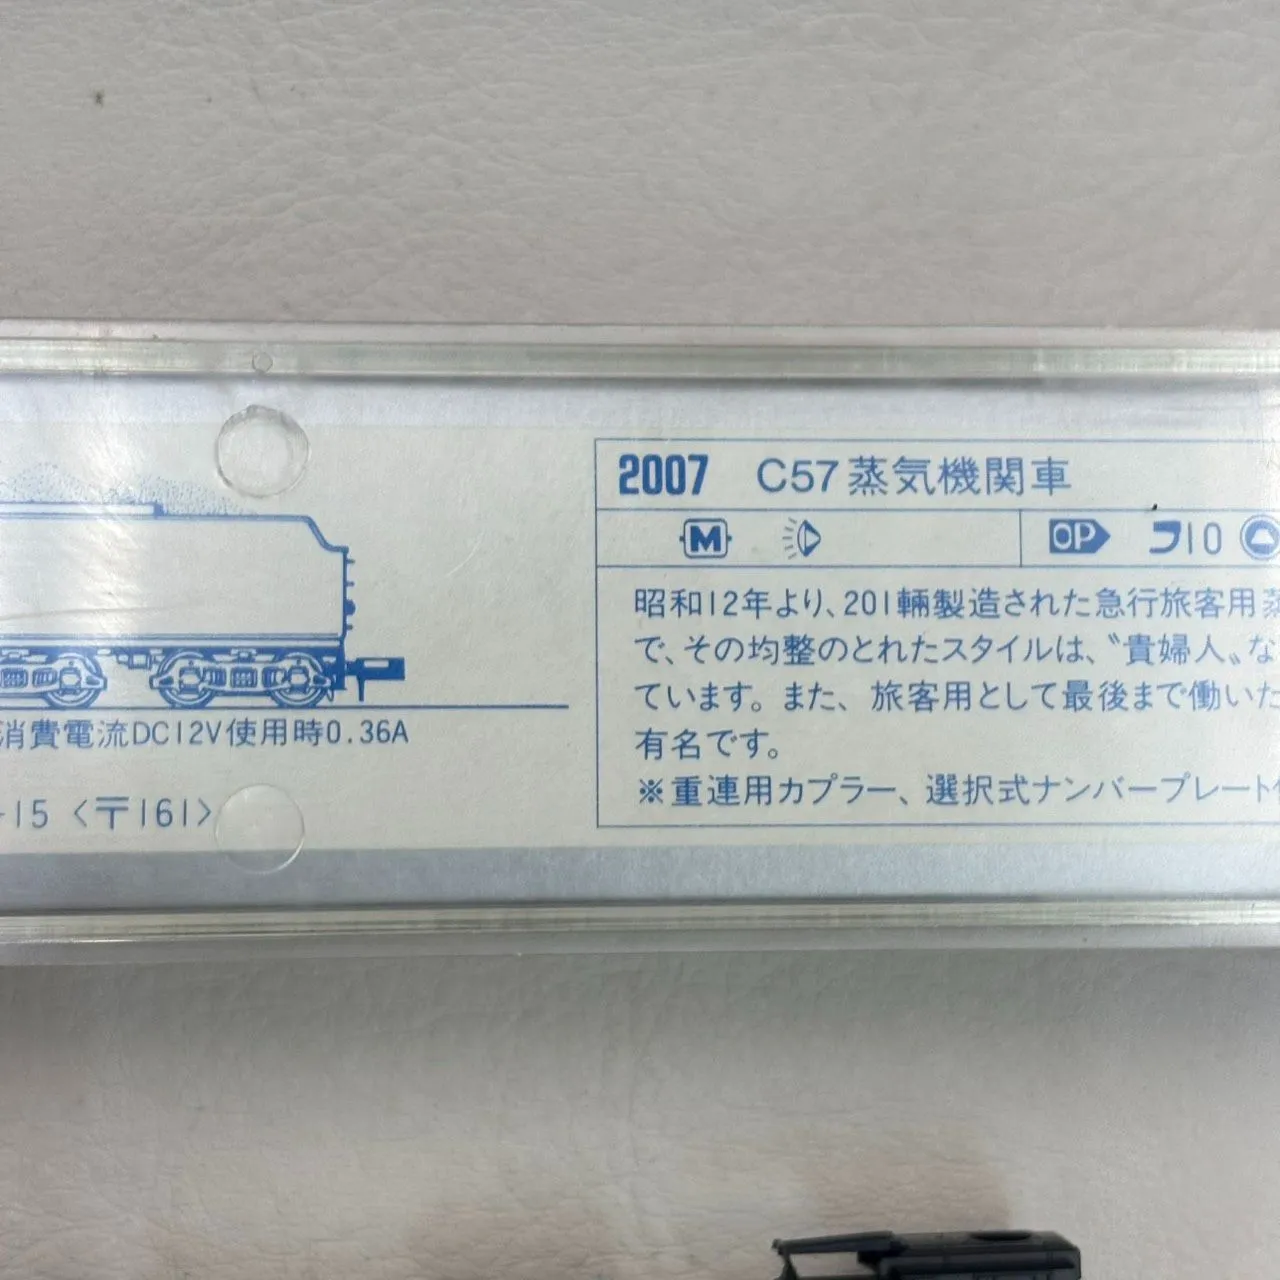 2007 C57蒸気機関車
M OP フ10
昭和12年より、201輛製造された急行旅客用蒸
で、その均整のとれたスタイルは、〝貴婦人〟な
ています。また、旅客用として最後まで働いた
有名です。
※重連用カプラー、選択式ナンバープレート
消費電流DC12V使用時0.36A
-15〈〒161〉